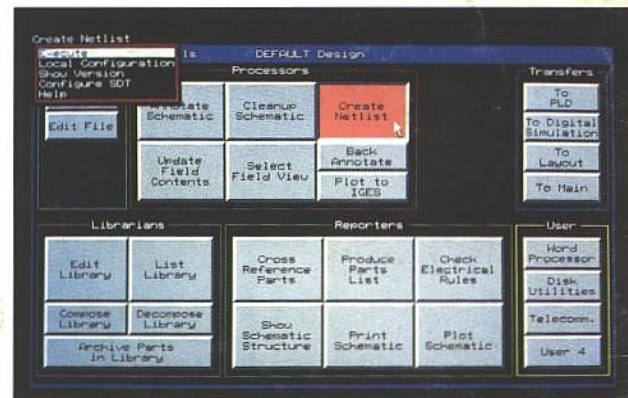 Create Netlist
Execute
Local Configuration
Show Version
Configure SDT
Help
ls DEFAULT Design
Processors
Transfers
Edit File
Annotate
Schematic
Cleanup
Schematic
Create
Netlist
Update
Field
Contents
Select
Field View
Back
Annotate
Plot to
IGES
To
PLD
To Digital
Simulation
To
Layout
To Main
Librarians
Edit
Library
List
Library
Compose
Library
Decompose
Library
Archive Parts
in Library
Reporters
Cross
Reference
Parts
Produce
Parts
List
Check
Electrical
Rules
Show
Schematic
Structure
Print
Schematic
Plot
Schematic
User
Word
Processor
Disk
Utilities
Telecomm.
User 4